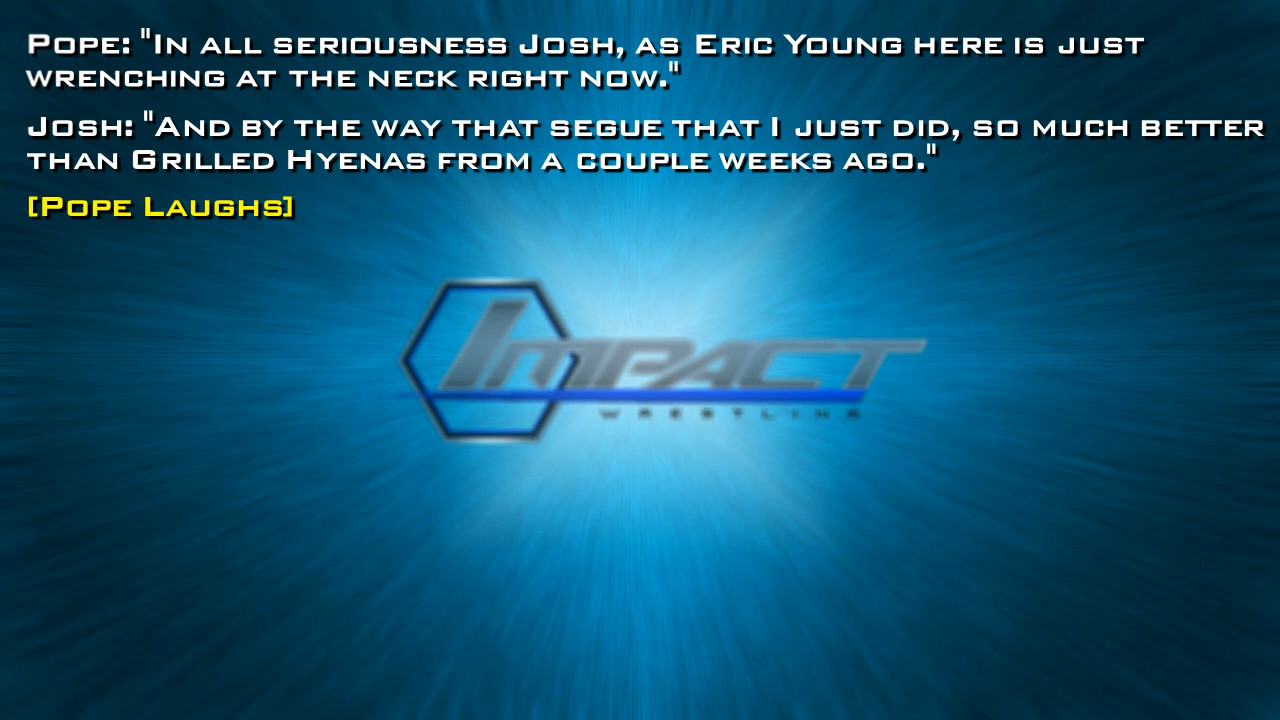 Pope: "In all seriousness Josh, as Eric Young here is just
wrenching at the neck right now."
Josh: "And by the way that segue that I just did, so much better
than Grilled Hyenas from a couple weeks ago."
[Pope Laughs]
Impact
Wrestling